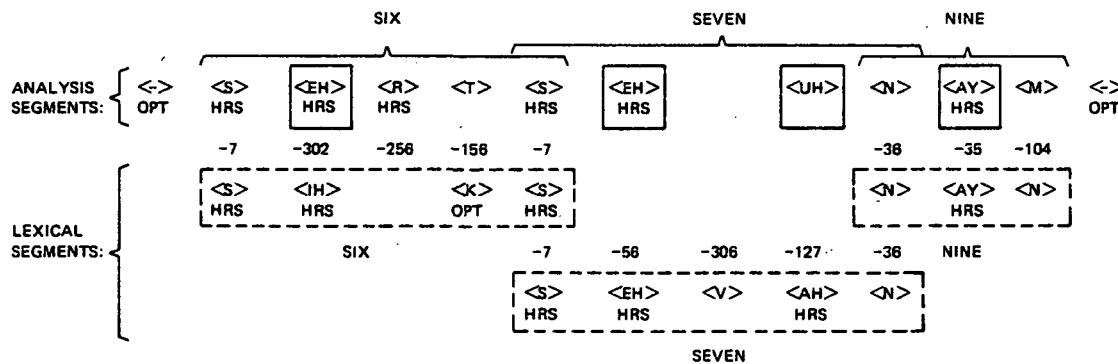 SIX SEVEN NINE
ANALYSIS SEGMENTS: <-> <S> <EH> <R> <T> <S> <EH> <UH> <N> <AY> <M> <->
OPT HRS HRS HRS HRS HRS HRS OPT
-7 -302 -256 -156 -7 -36 -35 -104
<S> <IH> <K> <S> <N> <AY> <N>
HRS HRS OPT HRS HRS
LEXICAL SEGMENTS:
SIX -7 -56 -306 -127 -36 NINE
<S> <EH> <V> <AH> <N>
HRS HRS HRS
SEVEN